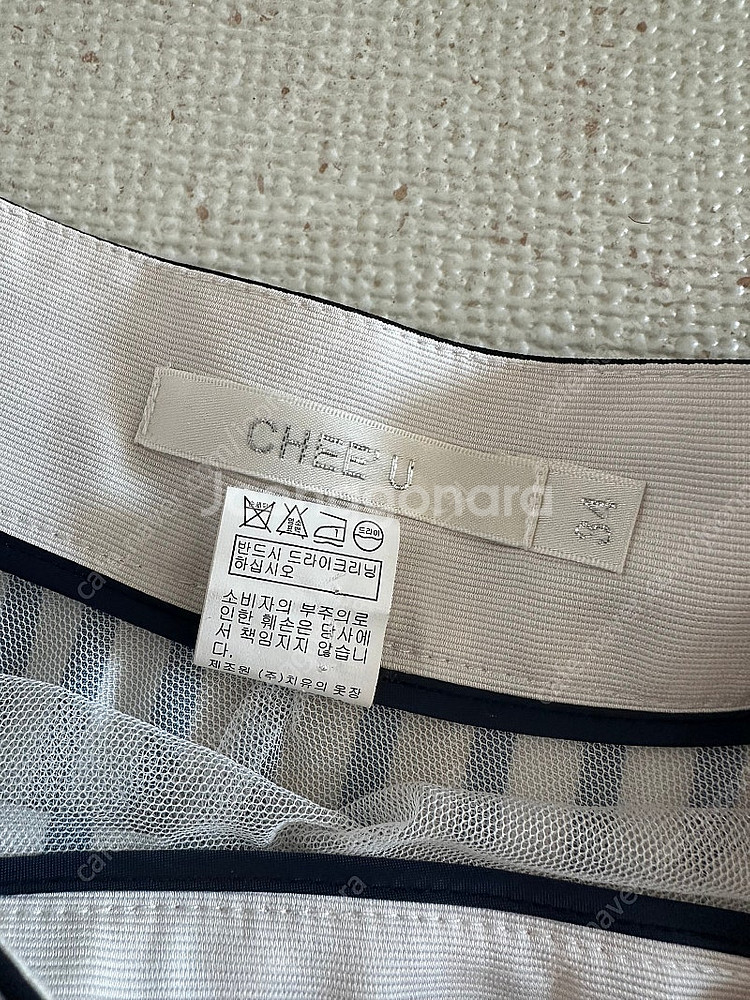 CHEEU
34
드라이
반드시 드라이크리닝
하십시오
소비자의 부주의로
인한 훼손은 당사에
서 책임지지 않습니
다.
제조원 (주)치유의 옷장
Joongonara